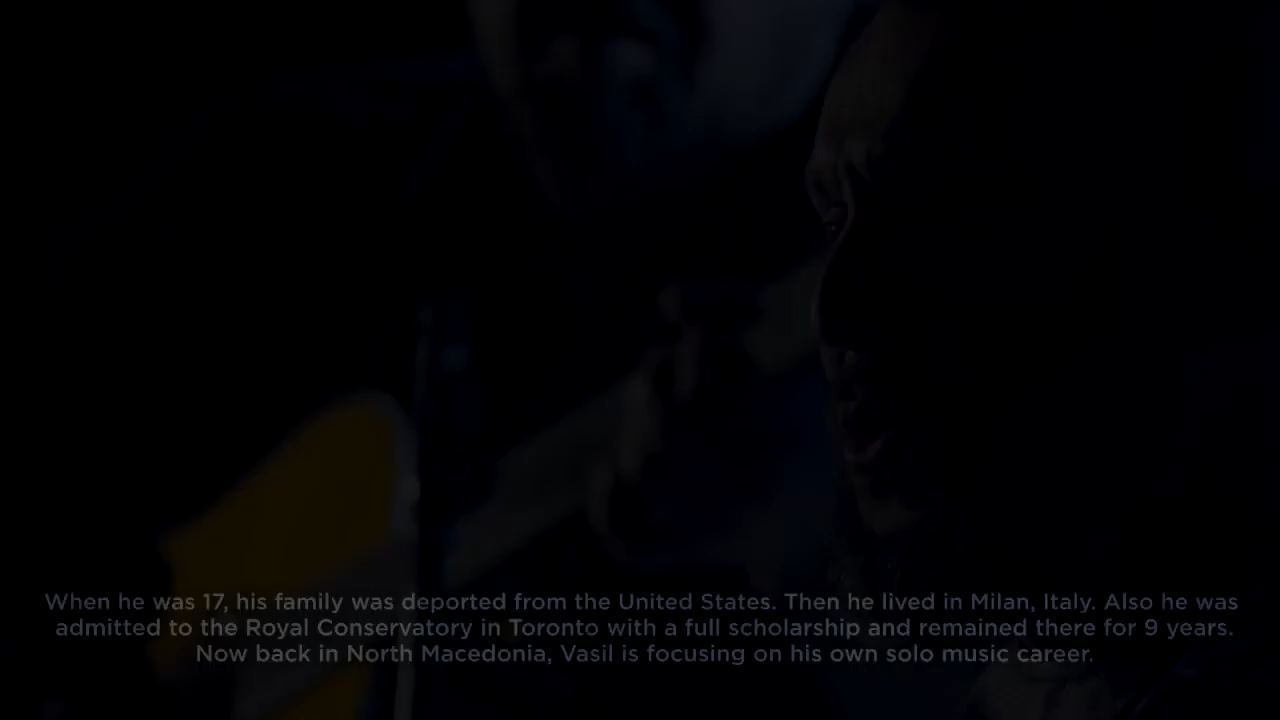 When he was 17, his family was deported from the United States. Then he lived in Milan, Italy. Also he was
admitted to the Royal Conservatory in Toronto with a full scholarship and remained there for 9 years.
Now back in North Macedonia, Vasil is focusing on his own solo music career.